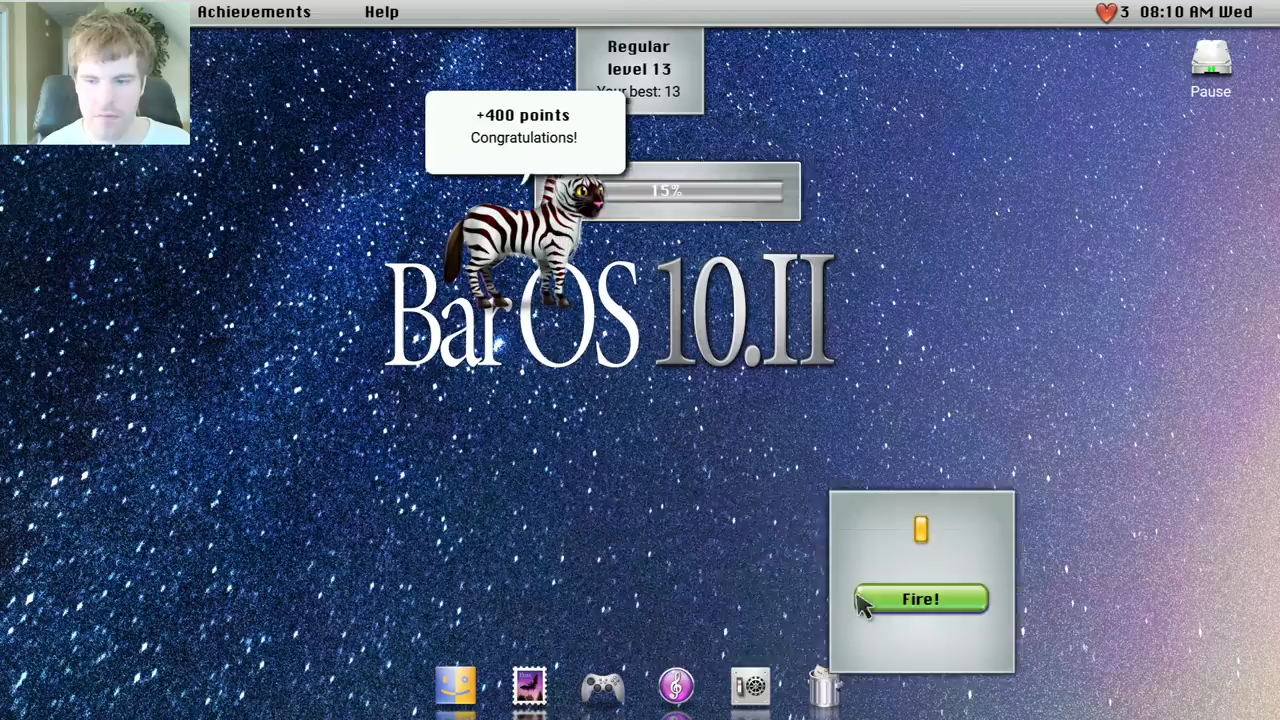 Achievements Help 3 08:10 AM Wed
Regular
level 13
Your best: 13
Pause
+400 points
Congratulations!
15%
Bar OS 10.II
Fire!